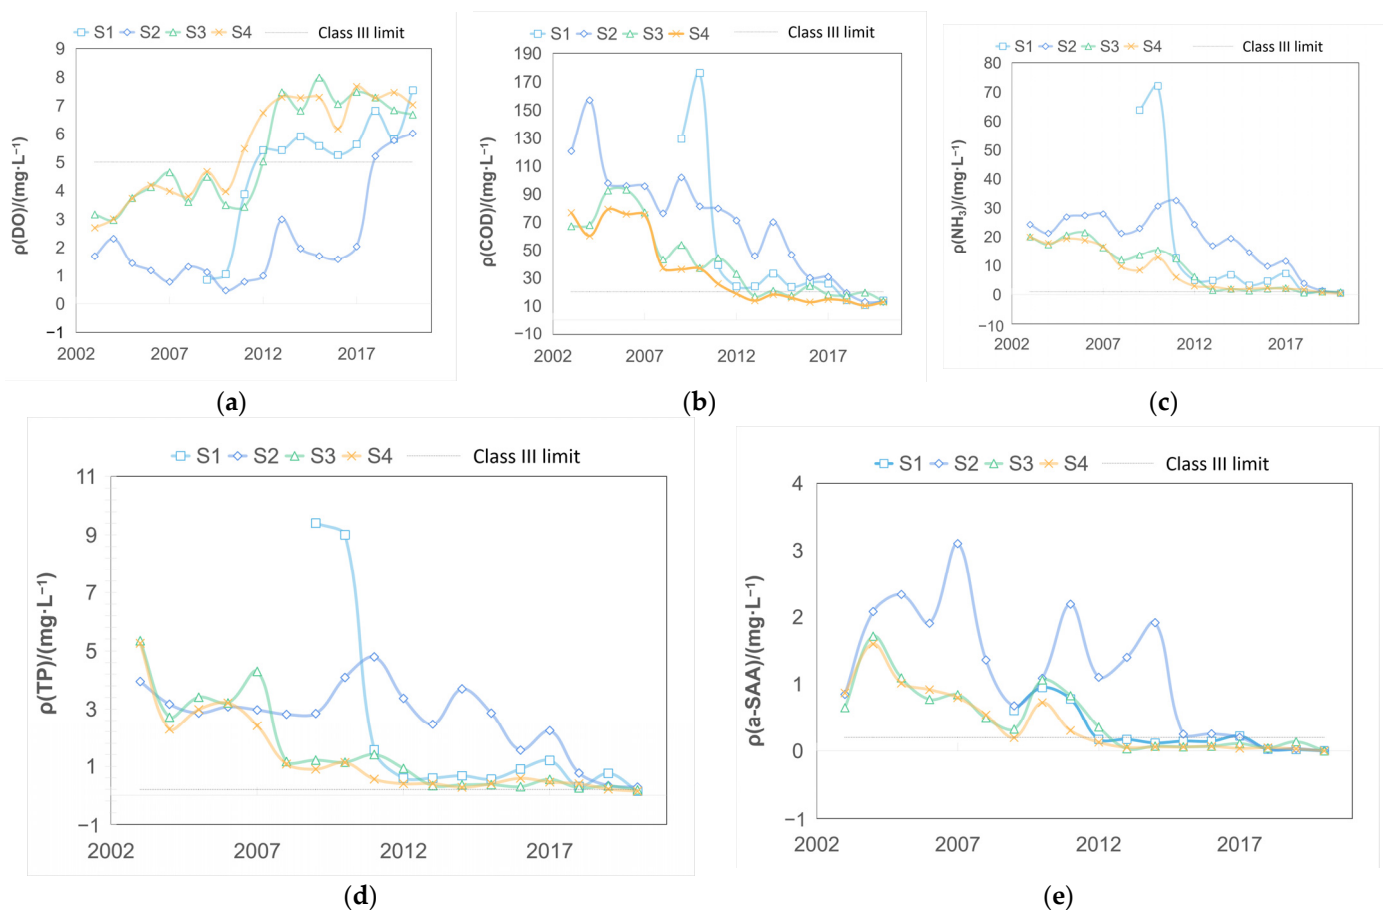 S1 S2 S3 S4 Class III limit
ρ(DO)/(mg·L⁻¹)
9
8
7
6
5
4
3
2
1
0
−1
2002 2007 2012 2017
(a)
S1 S2 S3 S4 Class III limit
ρ(COD)/(mg·L⁻¹)
190
170
150
130
110
90
70
50
30
10
−10
2002 2007 2012 2017
(b)
S1 S2 S3 S4 Class III limit
ρ(NH₃)/(mg·L⁻¹)
80
70
60
50
40
30
20
10
0
−10
2002 2007 2012 2017
(c)
S1 S2 S3 S4 Class III limit
ρ(TP)/(mg·L⁻¹)
11
9
7
5
3
1
−1
2002 2007 2012 2017
(d)
S1 S2 S3 S4 Class III limit
ρ(a-SAA)/(mg·L⁻¹)
4
3
2
1
0
−1
2002 2007 2012 2017
(e)